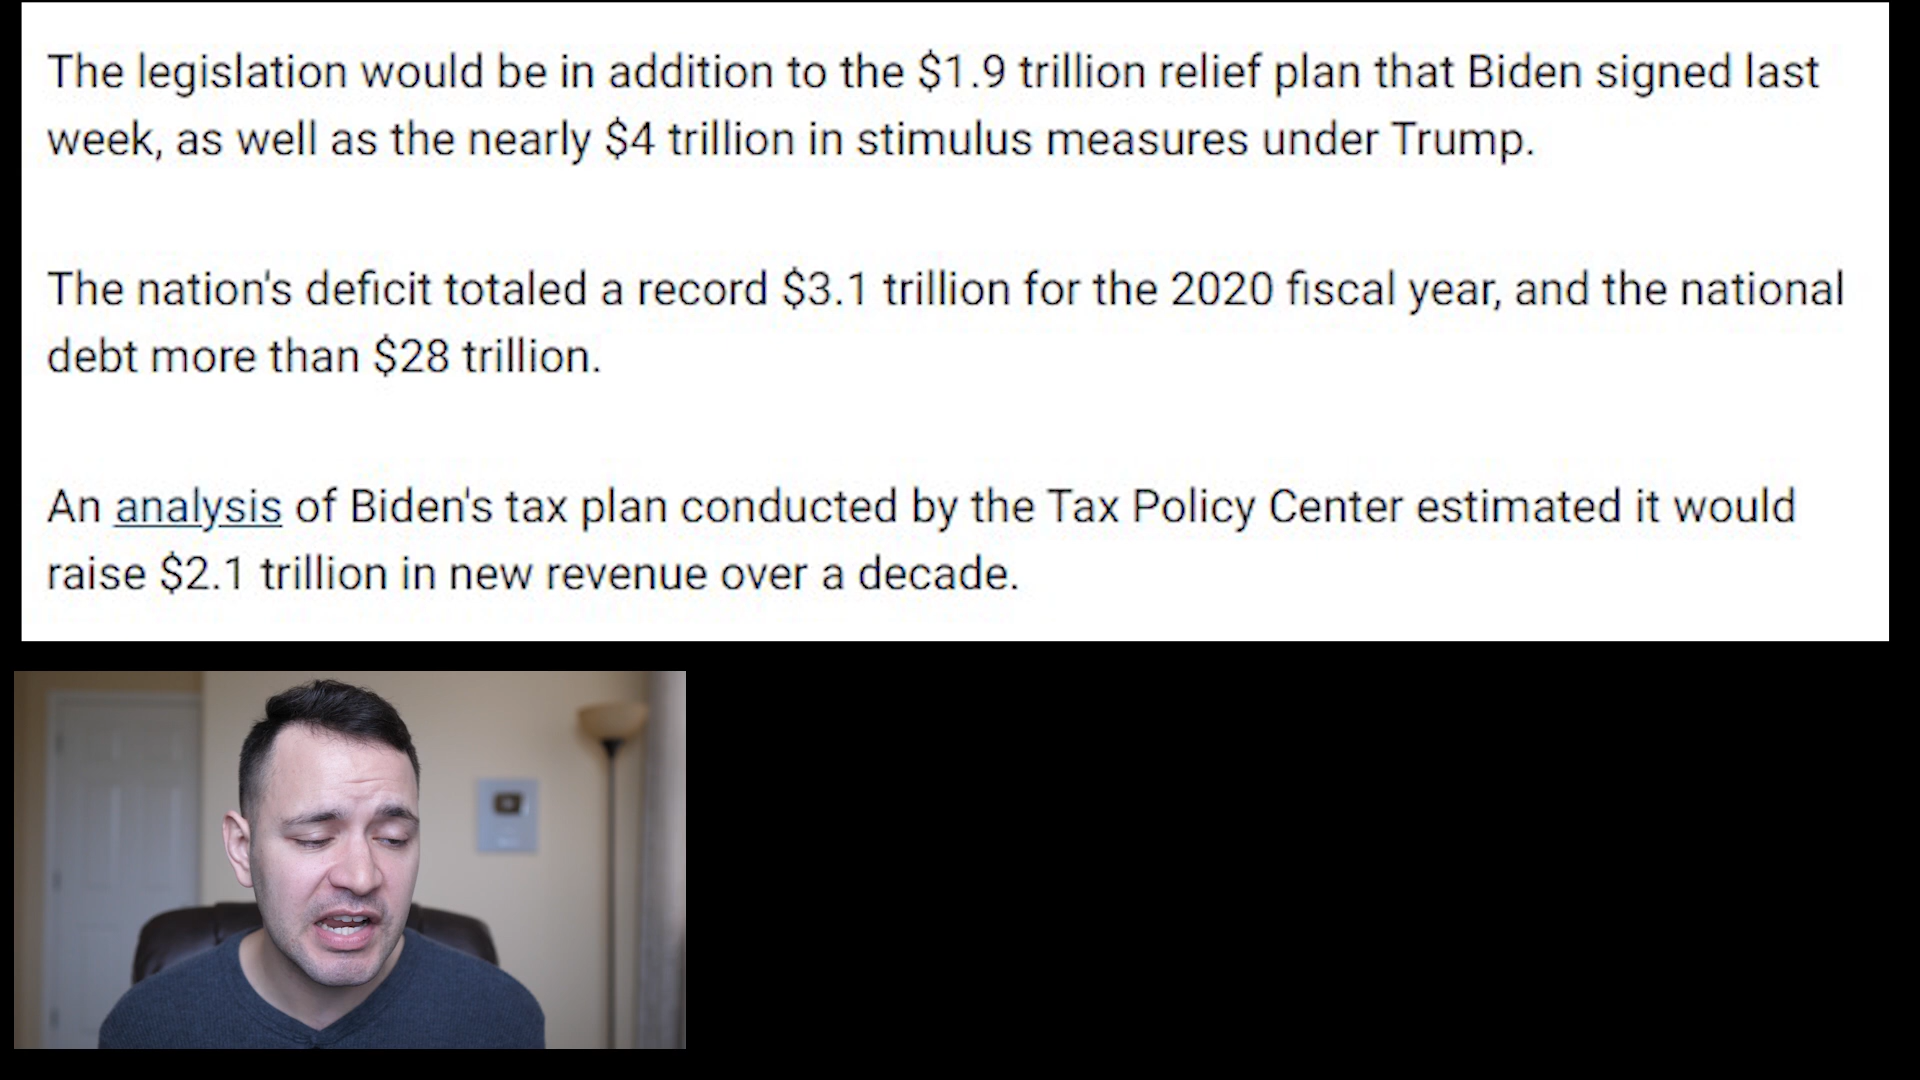 The legislation would be in addition to the $1.9 trillion relief plan that Biden signed last
week, as well as the nearly $4 trillion in stimulus measures under Trump.
The nation's deficit totaled a record $3.1 trillion for the 2020 fiscal year, and the national
debt more than $28 trillion.
An analysis of Biden's tax plan conducted by the Tax Policy Center estimated it would
raise $2.1 trillion in new revenue over a decade.